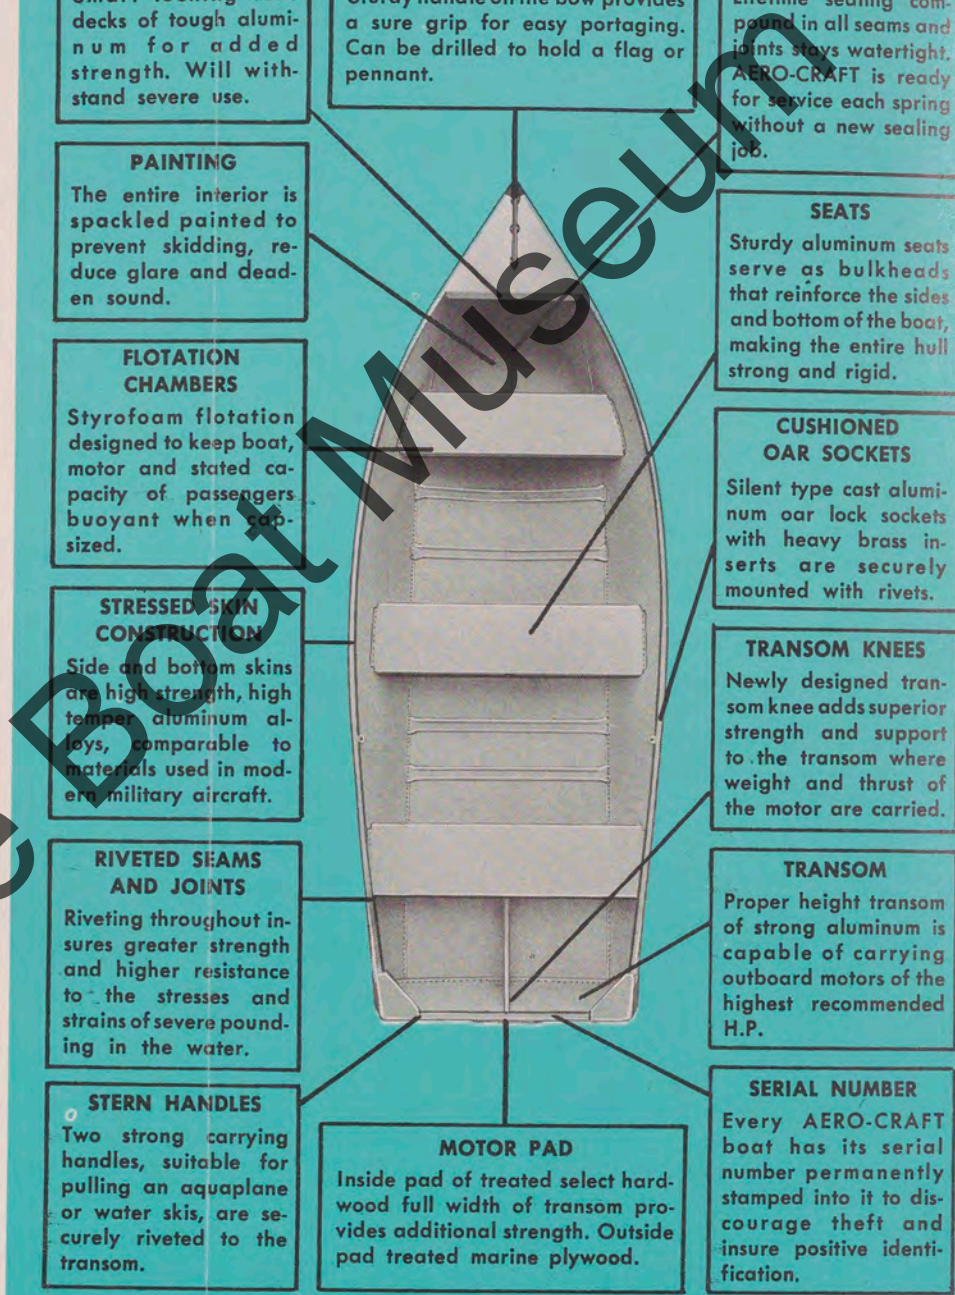 decks of tough alumi-
num for added
strength. Will with-
stand severe use.
a sure grip for easy portaging.
Can be drilled to hold a flag or
pennant.
pound in all seams and
joints stays watertight.
AERO-CRAFT is ready
for service each spring
without a new sealing
job.
PAINTING
The entire interior is
spackled painted to
prevent skidding, re-
duce glare and dead-
en sound.
SEATS
Sturdy aluminum seats
serve as bulkheads
that reinforce the sides
and bottom of the boat,
making the entire hull
strong and rigid.
FLOTATION
CHAMBERS
Styrofoam flotation
designed to keep boat,
motor and stated ca-
pacity of passengers
buoyant when cap-
sized.
CUSHIONED
OAR SOCKETS
Silent type cast alumi-
num oar lock sockets
with heavy brass in-
serts are securely
mounted with rivets.
STRESSED SKIN
CONSTRUCTION
Side and bottom skins
are high strength, high
temper aluminum al-
loys, comparable to
materials used in mod-
ern military aircraft.
TRANSOM KNEES
Newly designed tran-
som knee adds superior
strength and support
to the transom where
weight and thrust of
the motor are carried.
RIVETED SEAMS
AND JOINTS
Riveting throughout in-
sures greater strength
and higher resistance
to the stresses and
strains of severe pound-
ing in the water.
TRANSOM
Proper height transom
of strong aluminum is
capable of carrying
outboard motors of the
highest recommended
H.P.
STERN HANDLES
Two strong carrying
handles, suitable for
pulling an aquaplane
or water skis, are se-
curely riveted to the
transom.
MOTOR PAD
Inside pad of treated select hard-
wood full width of transom pro-
vides additional strength. Outside
pad treated marine plywood.
SERIAL NUMBER
Every AERO-CRAFT
boat has its serial
number permanently
stamped into it to dis-
courage theft and
insure positive identi-
fication.
Boat Museum